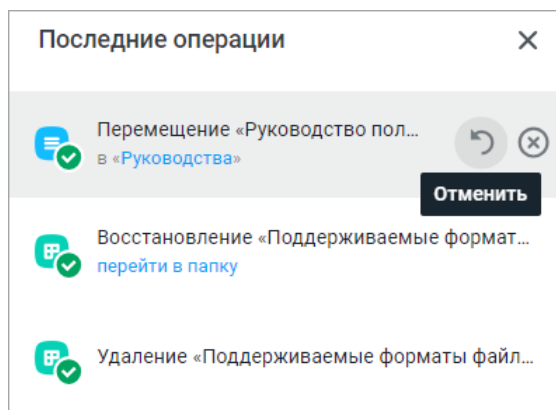 Последние операции
Перемещение «Руководство пол...
в «Руководства»
Отменить
Восстановление «Поддерживаемые формат...
перейти в папку
Удаление «Поддерживаемые форматы файл...